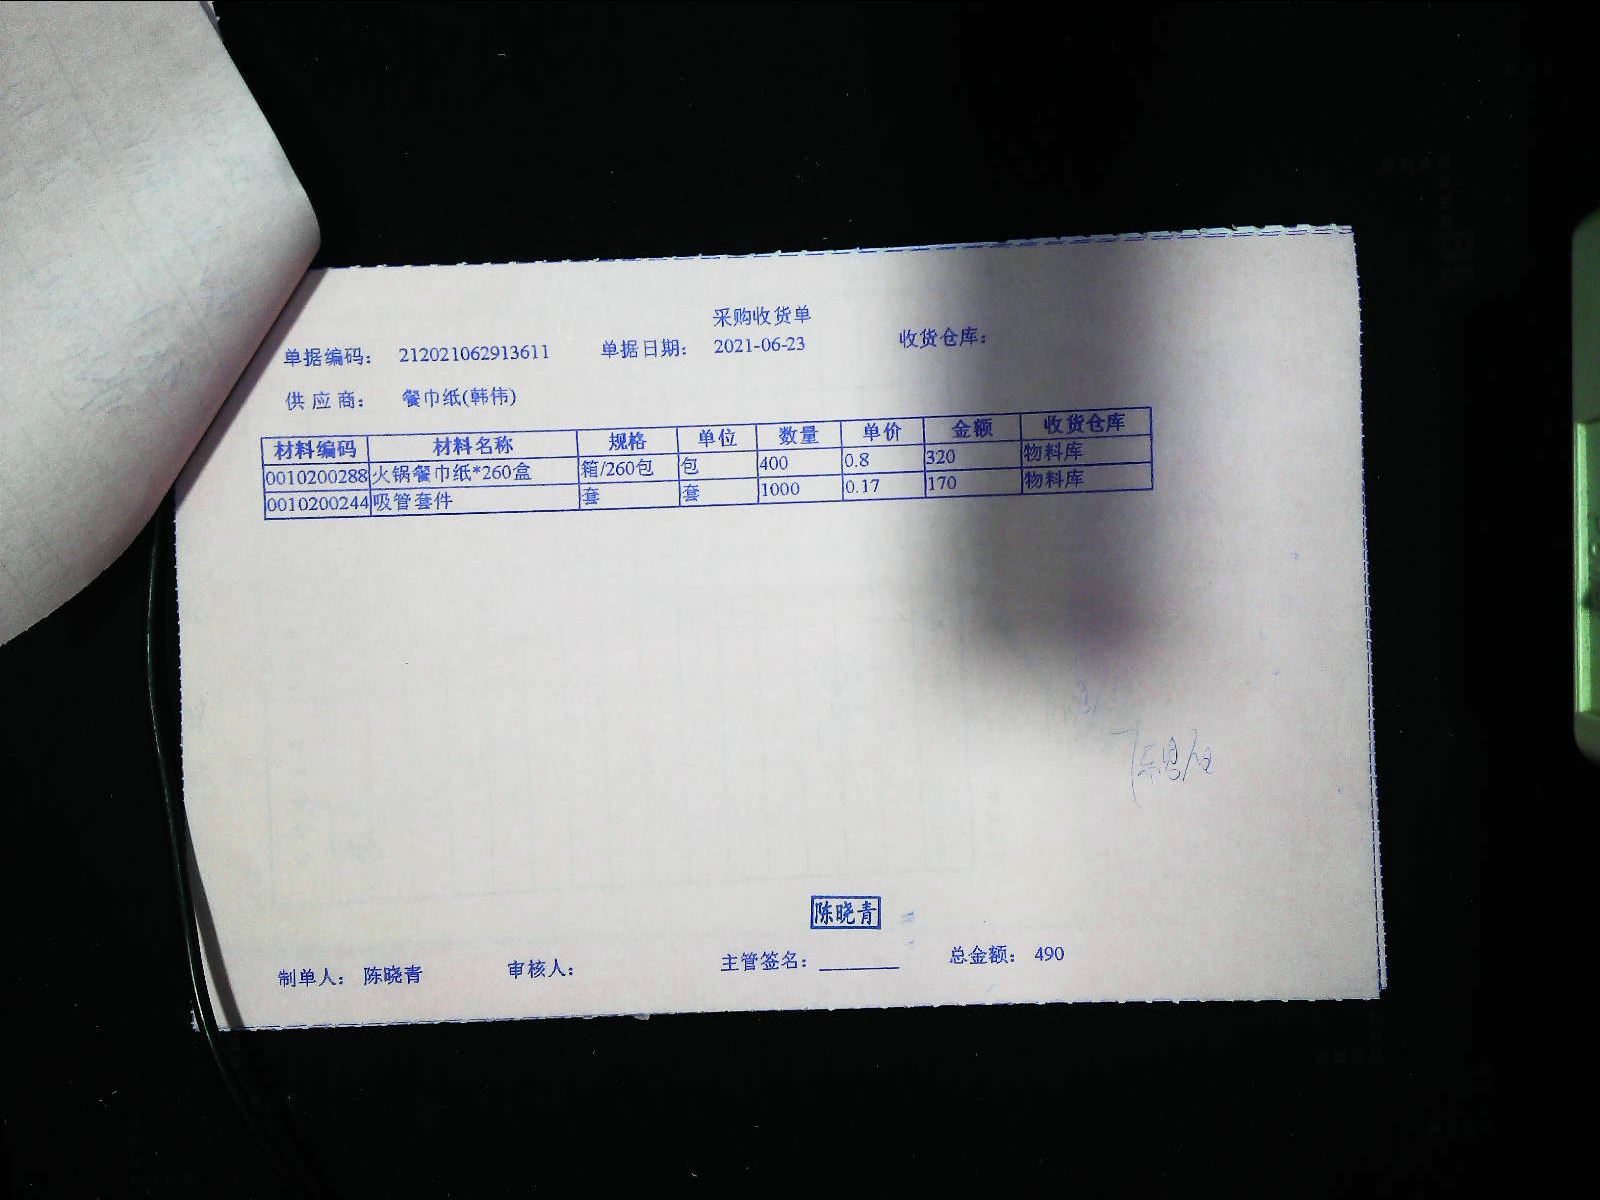 采购收货单
单据编码： 212021062913611 单据日期： 2021-06-23 收货仓库：
供应商： 餐巾纸(韩伟)
材料编码 材料名称 规格 单位 数量 单价 金额 收货仓库
0010200288 火锅餐巾纸*260盒 箱/260包 包 400 0.8 320 物料库
0010200244 吸管套件 套 套 1000 0.17 170 物料库
陈晓青
制单人： 陈晓青 审核人： 主管签名： 总金额： 490